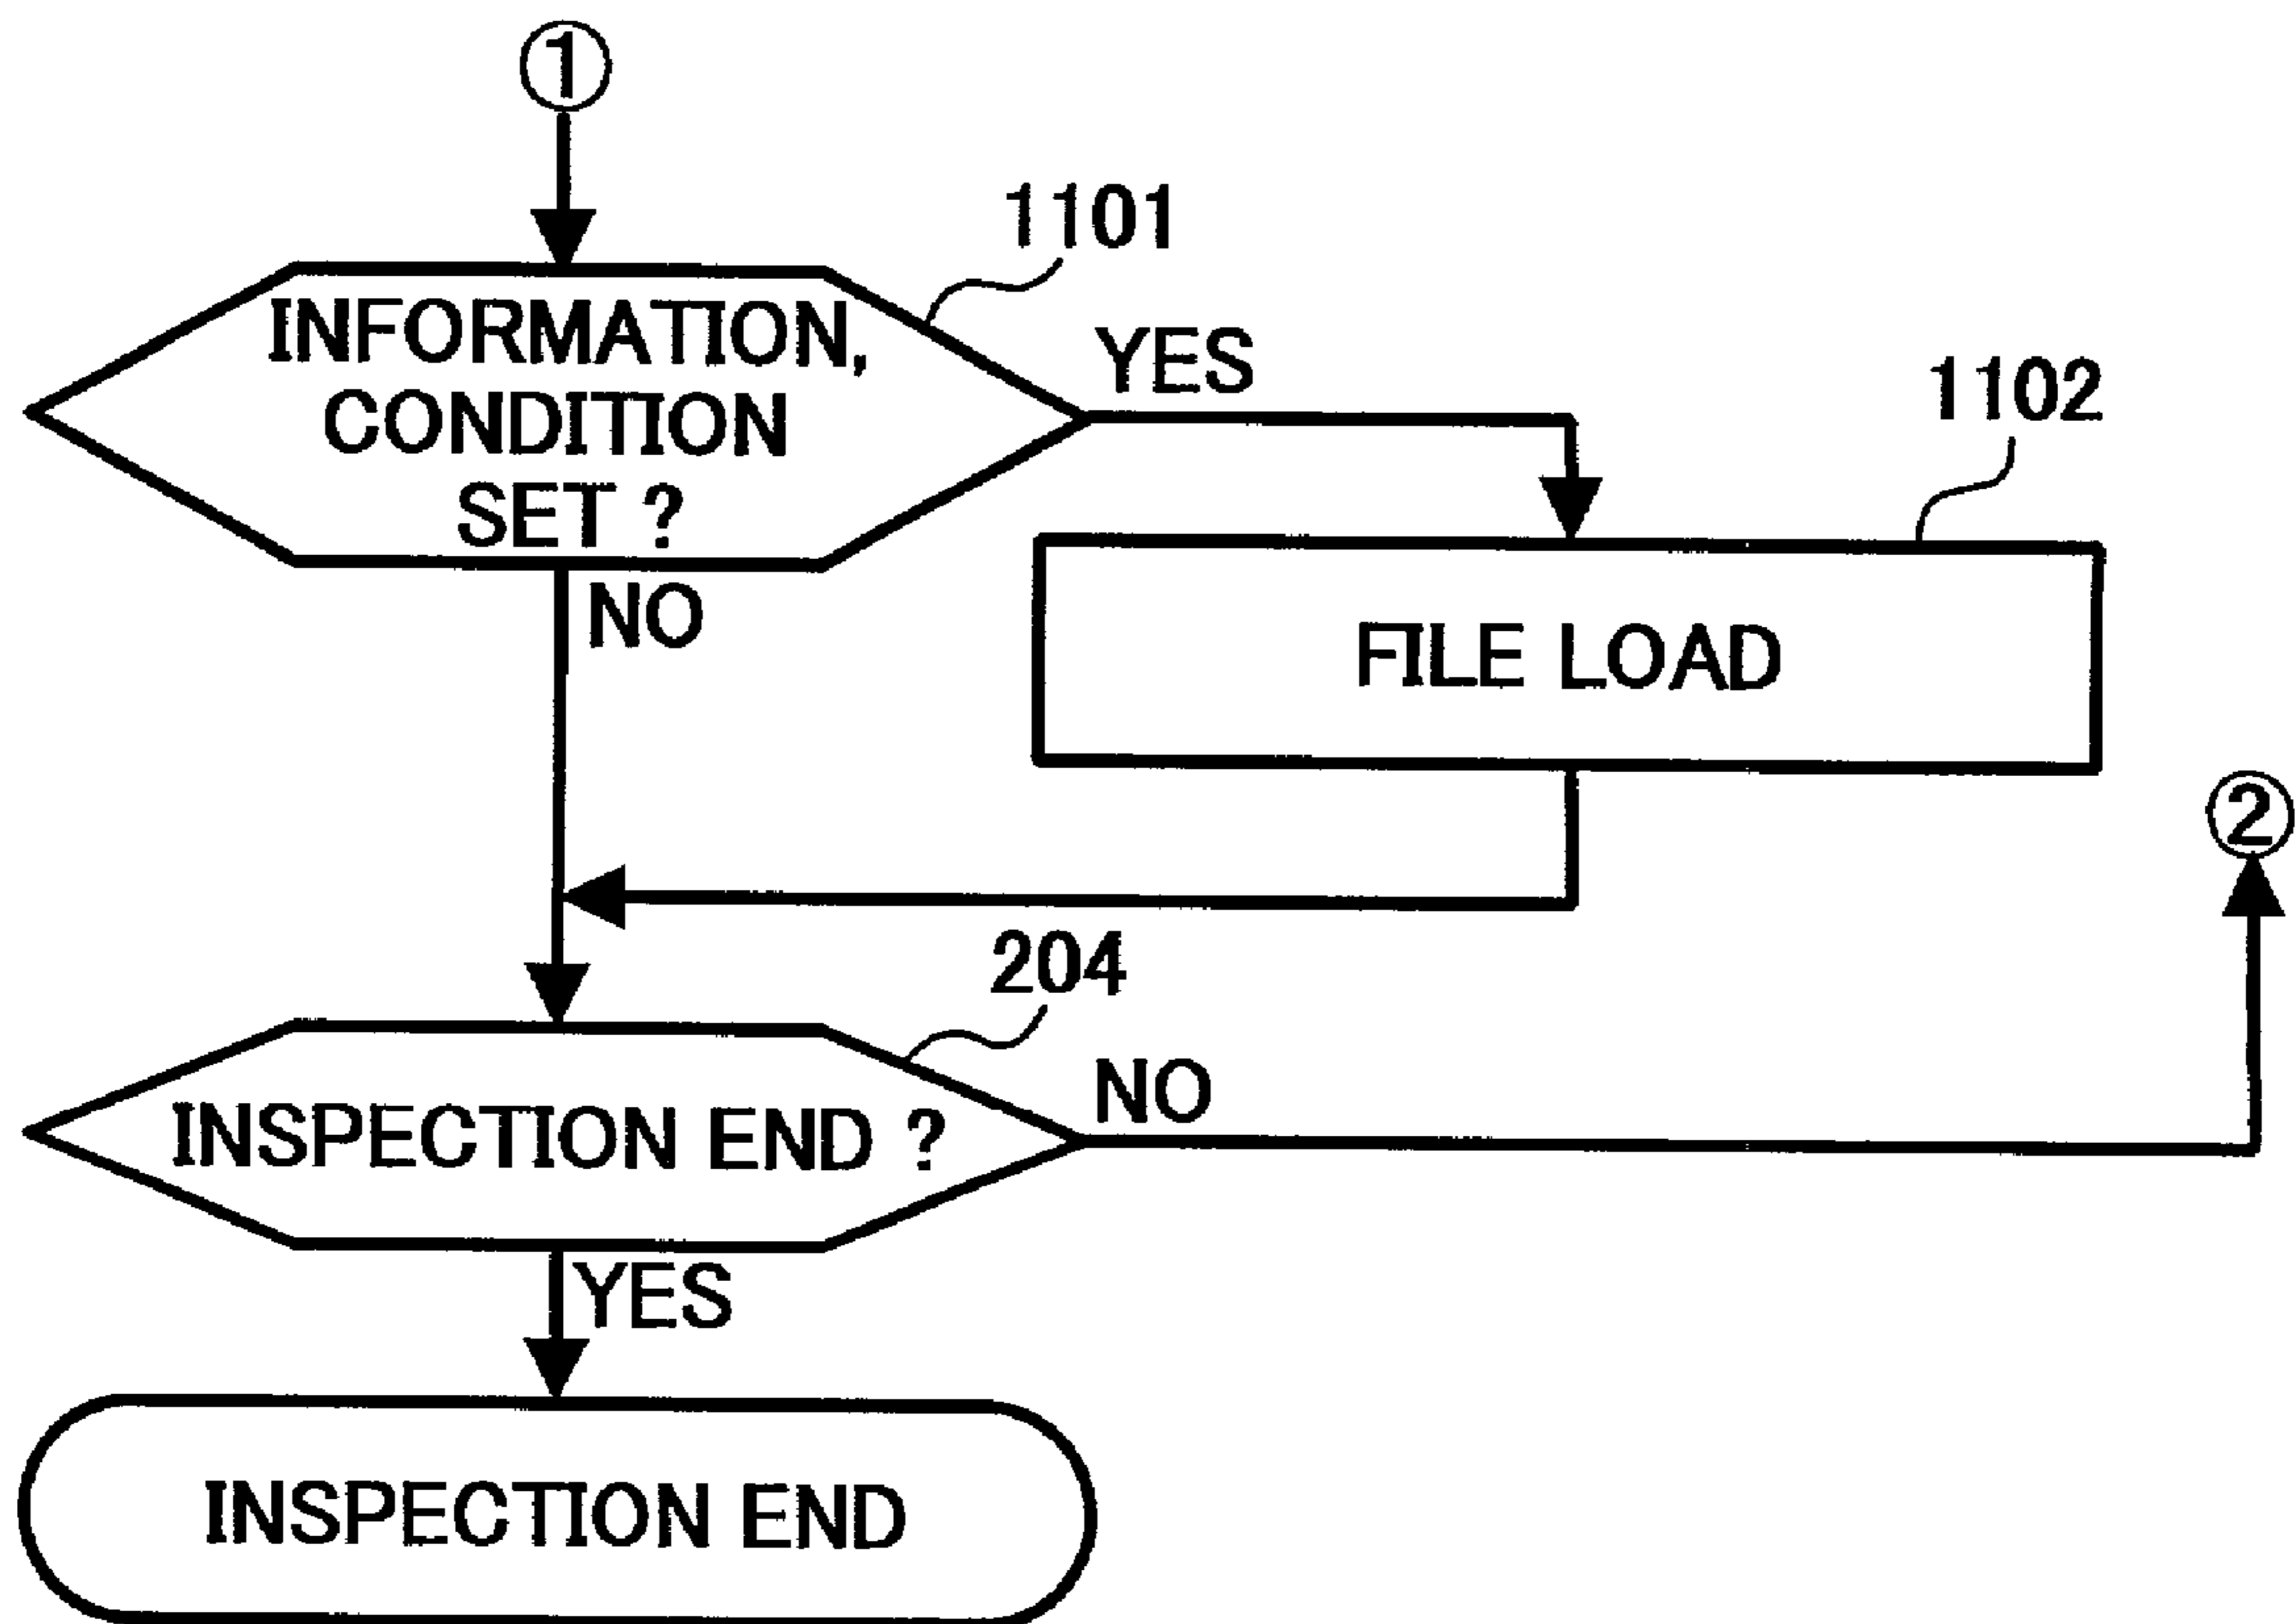 ①
1101
INFORMATION,
CONDITION
SET ?
YES
1102
NO
FILE LOAD
②
204
INSPECTION END ?
NO
YES
INSPECTION END